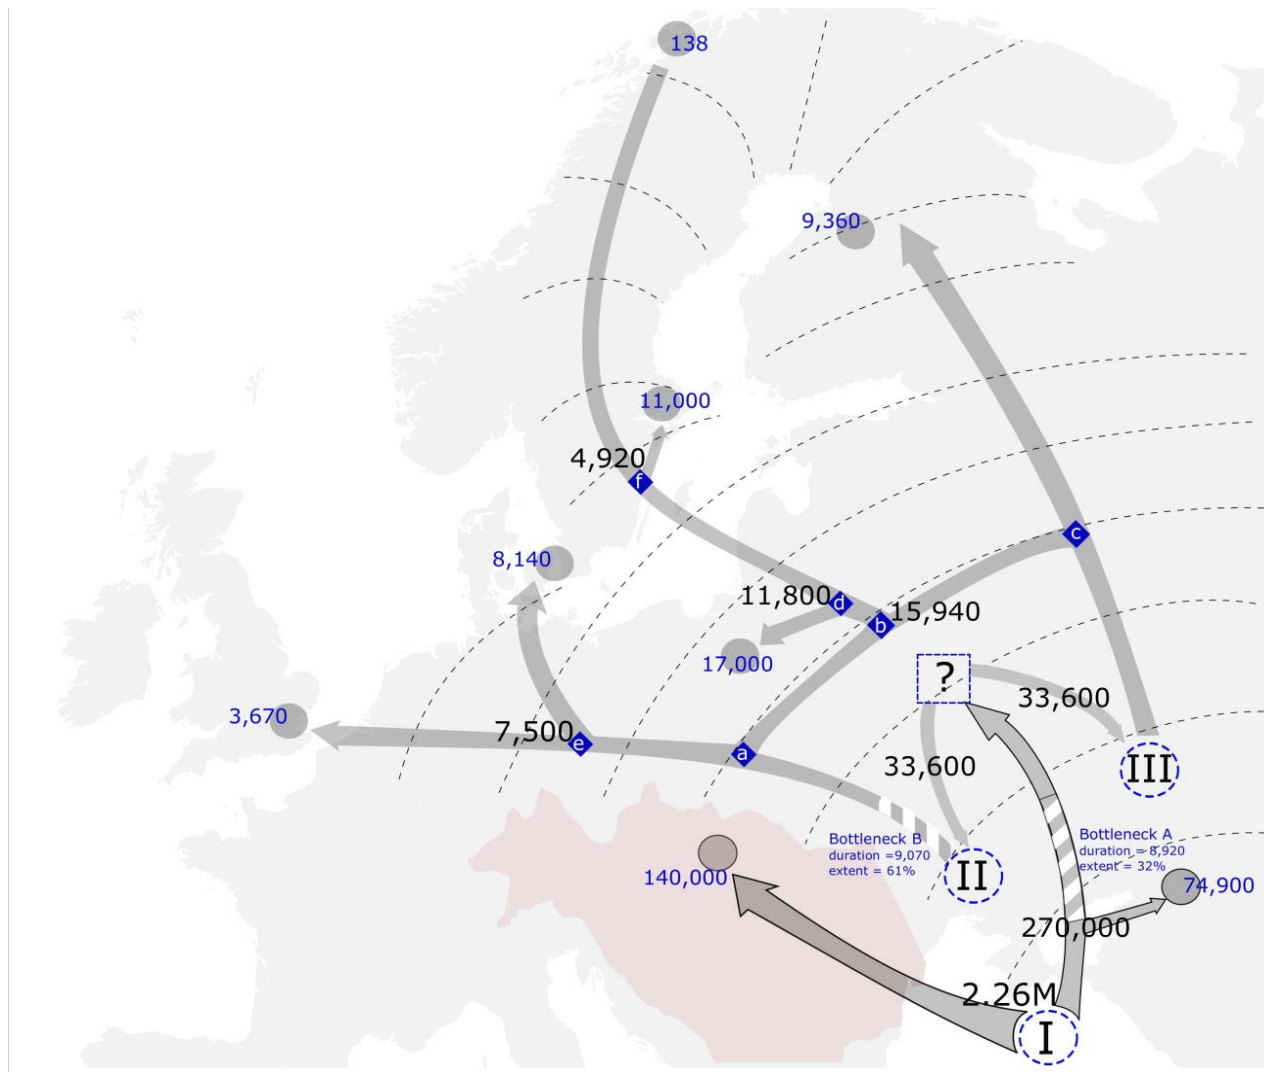 138
9,360
11,000
4,920
f
c
8,140
11,800
d
b
15,940
17,000
?
33,600
3,670
7,500
e
a
33,600
III
Bottleneck B
duration =9,070
extent = 61%
Bottleneck A
duration = 8,920
extent = 32%
140,000
II
74,900
270,000
2.26M
I